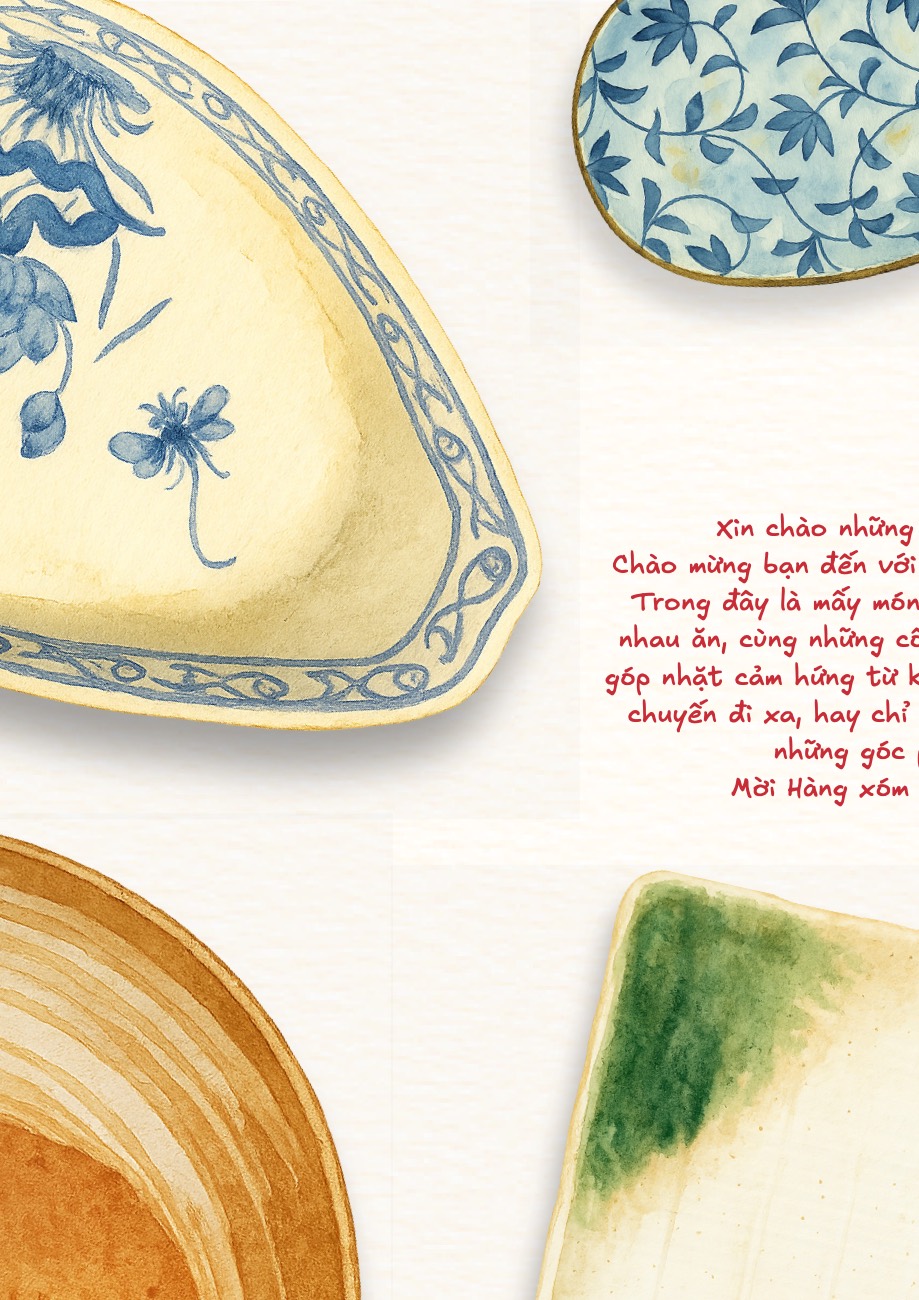 Xin chào những
Chào mừng bạn đến với
Trong đây là mấy món
nhau ăn, cùng những
góp nhặt cảm hứng từ
chuyến đi xa, hay chỉ
những góc
Mời Hàng xóm